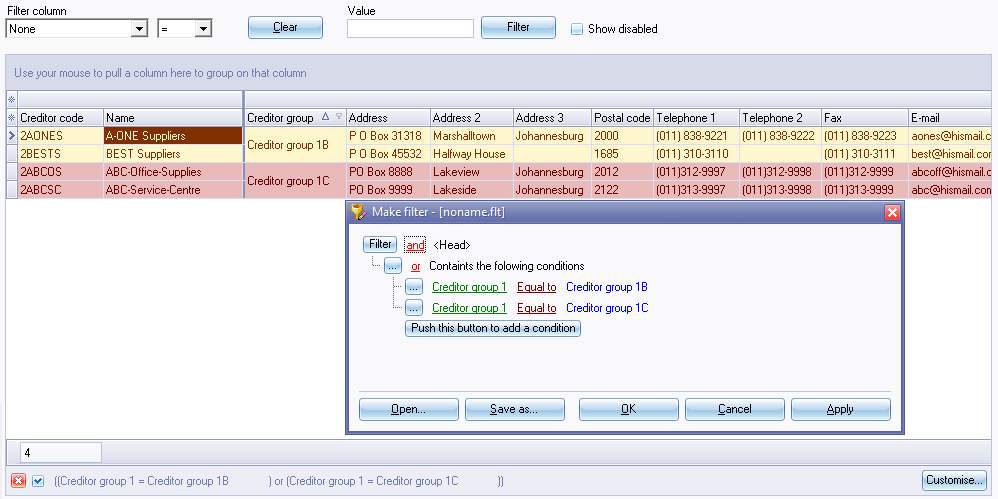 Filter column
Value
None
=
Clear
Filter
Show disabled
Use your mouse to pull a column here to group on that column
Creditor code Name Creditor group Address Address 2 Address 3 Postal code Telephone 1 Telephone 2 Fax E-mail
2AONES A-ONE Suppliers Creditor group 1B P O Box 31318 Marshalltown Johannesburg 2000 (011) 838-9221 (011) 838-9222 (011) 838-9223 aones@hismail.c
2BESTS BEST Suppliers P O Box 45532 Halfway House 1685 (011) 310-3110 (011) 310-3111 best@hismail.co
2ABCOS ABC-Office-Supplies Creditor group 1C PO Box 8888 Lakeview Johannesburg 2012 (011)312-9997 (011)312-9998 (011)312-9999 abcoff@hismail.c
2ABCSC ABC-Service-Centre PO Box 9999 Lakeside Johannesburg 2122 (011)313-9997 (011)313-9998 (011)313-9999 abc@hismail.com
Make filter - [noname.flt]
Filter and <Head>
... or Containts the folowing conditions
... Creditor group 1 Equal to Creditor group 1B
... Creditor group 1 Equal to Creditor group 1C
Push this button to add a condition
Open... Save as... OK Cancel Apply
4
((Creditor group 1 = Creditor group 1B ) or (Creditor group 1 = Creditor group 1C ))
Customise...